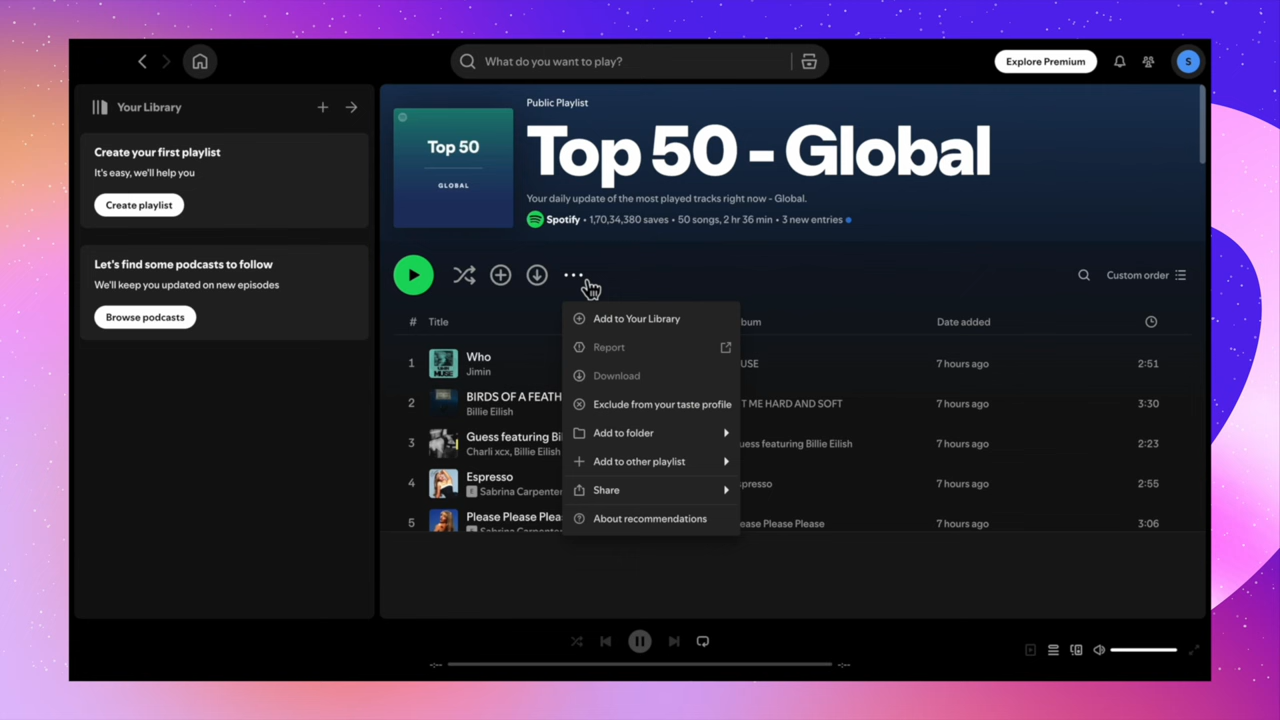 What do you want to play?
Explore Premium
S
Your Library
Create your first playlist
It's easy, we'll help you
Create playlist
Let's find some podcasts to follow
We'll keep you updated on new episodes
Browse podcasts
Top 50
GLOBAL
Public Playlist
Top 50 - Global
Your daily update of the most played tracks right now - Global.
Spotify • 1,70,34,380 saves • 50 songs, 2 hr 36 min • 3 new entries
Custom order
Add to Your Library
Report
Download
Exclude from your taste profile
Add to folder
Add to other playlist
Share
About recommendations
# Title bum Date added
1 Who USE 7 hours ago 2:51
Jimin
2 BIRDS OF A FEATH T ME HARD AND SOFT 7 hours ago 3:30
Billie Eilish
3 Guess featuring Bi uess featuring Billie Eilish 7 hours ago 2:23
Charli xcx, Billie Eilish
4 Espresso presso 7 hours ago 2:55
E Sabrina Carpenter
5 Please Please Plea ease Please Please 7 hours ago 3:06
Sabrina Carpenter
-:--
-:--